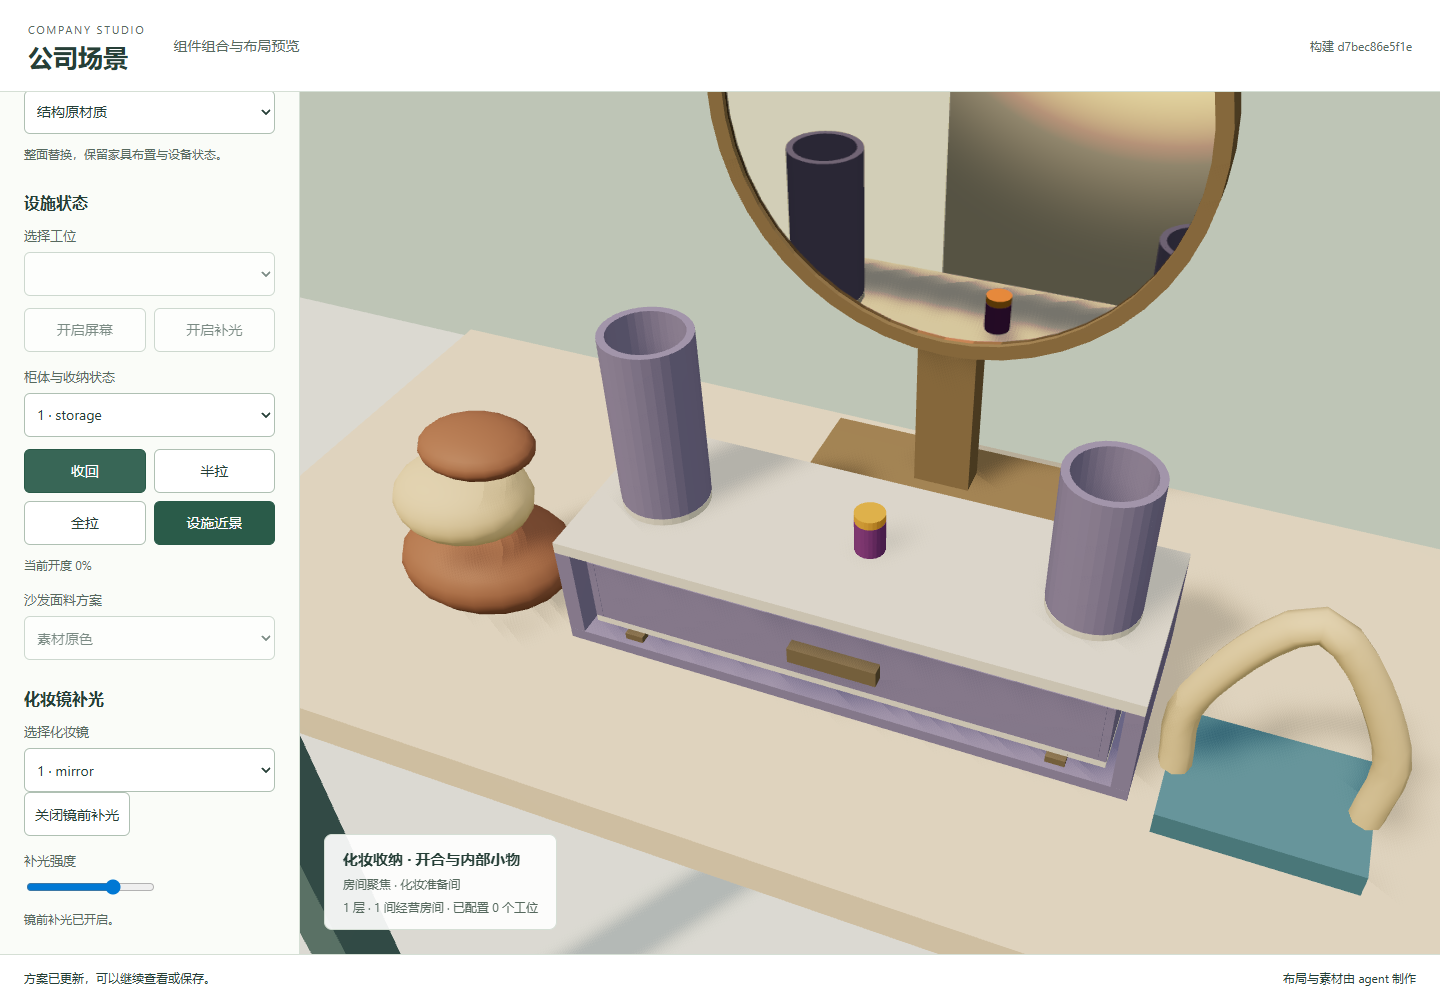 COMPANY STUDIO
公司场景
组件组合与布局预览
构建 d7bec86e5f1e
结构原材质
整面替换，保留家具布置与设备状态。
设施状态
选择工位
开启屏幕
开启补光
柜体与收纳状态
1 · storage
收回
半拉
全拉
设施近景
当前开度 0%
沙发面料方案
素材原色
化妆镜补光
选择化妆镜
1 · mirror
关闭镜前补光
补光强度
镜前补光已开启。
化妆收纳 · 开合与内部小物
房间聚焦 · 化妆准备间
1 层 · 1 间经营房间 · 已配置 0 个工位
方案已更新，可以继续查看或保存。
布局与素材由 agent 制作